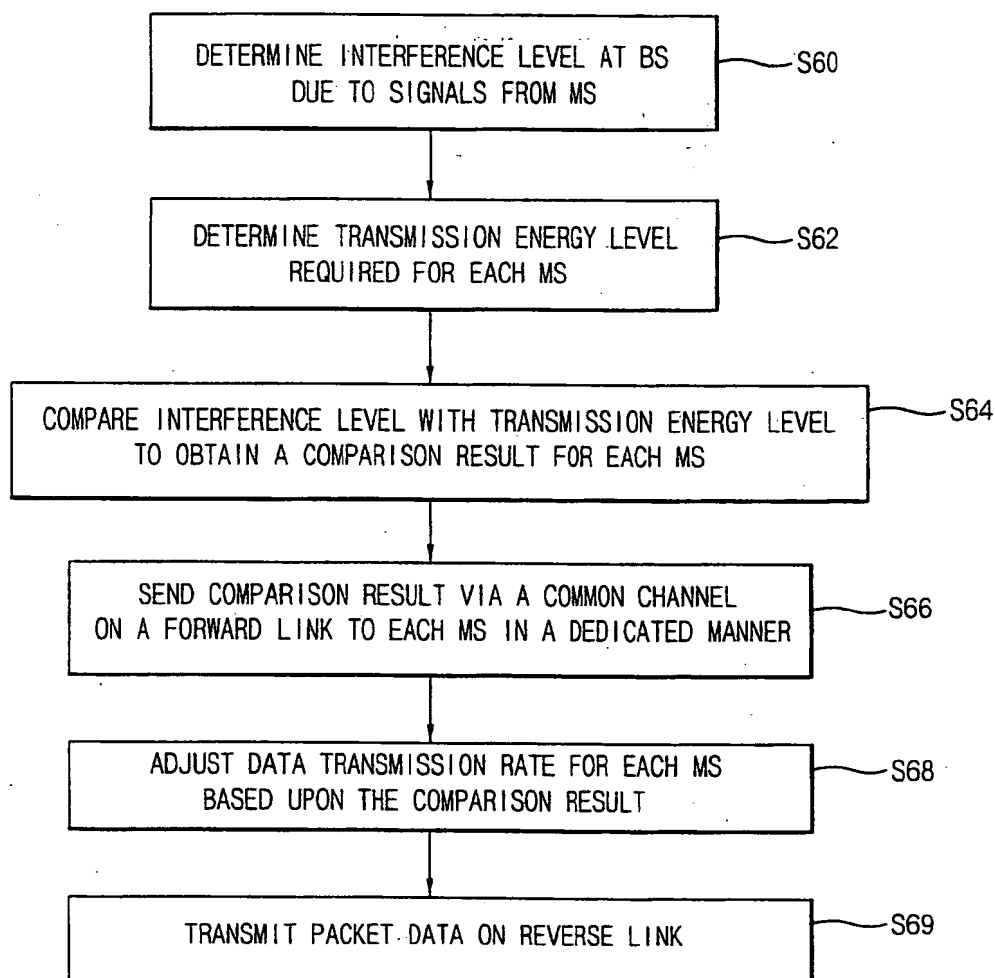 DETERMINE INTERFERENCE LEVEL AT BS
DUE TO SIGNALS FROM MS
S60
DETERMINE TRANSMISSION ENERGY LEVEL
REQUIRED FOR EACH MS
S62
COMPARE INTERFERENCE LEVEL WITH TRANSMISSION ENERGY LEVEL
TO OBTAIN A COMPARISON RESULT FOR EACH MS
S64
SEND COMPARISON RESULT VIA A COMMON CHANNEL
ON A FORWARD LINK TO EACH MS IN A DEDICATED MANNER
S66
ADJUST DATA TRANSMISSION RATE FOR EACH MS
BASED UPON THE COMPARISON RESULT
S68
TRANSMIT PACKET DATA ON REVERSE LINK
S69